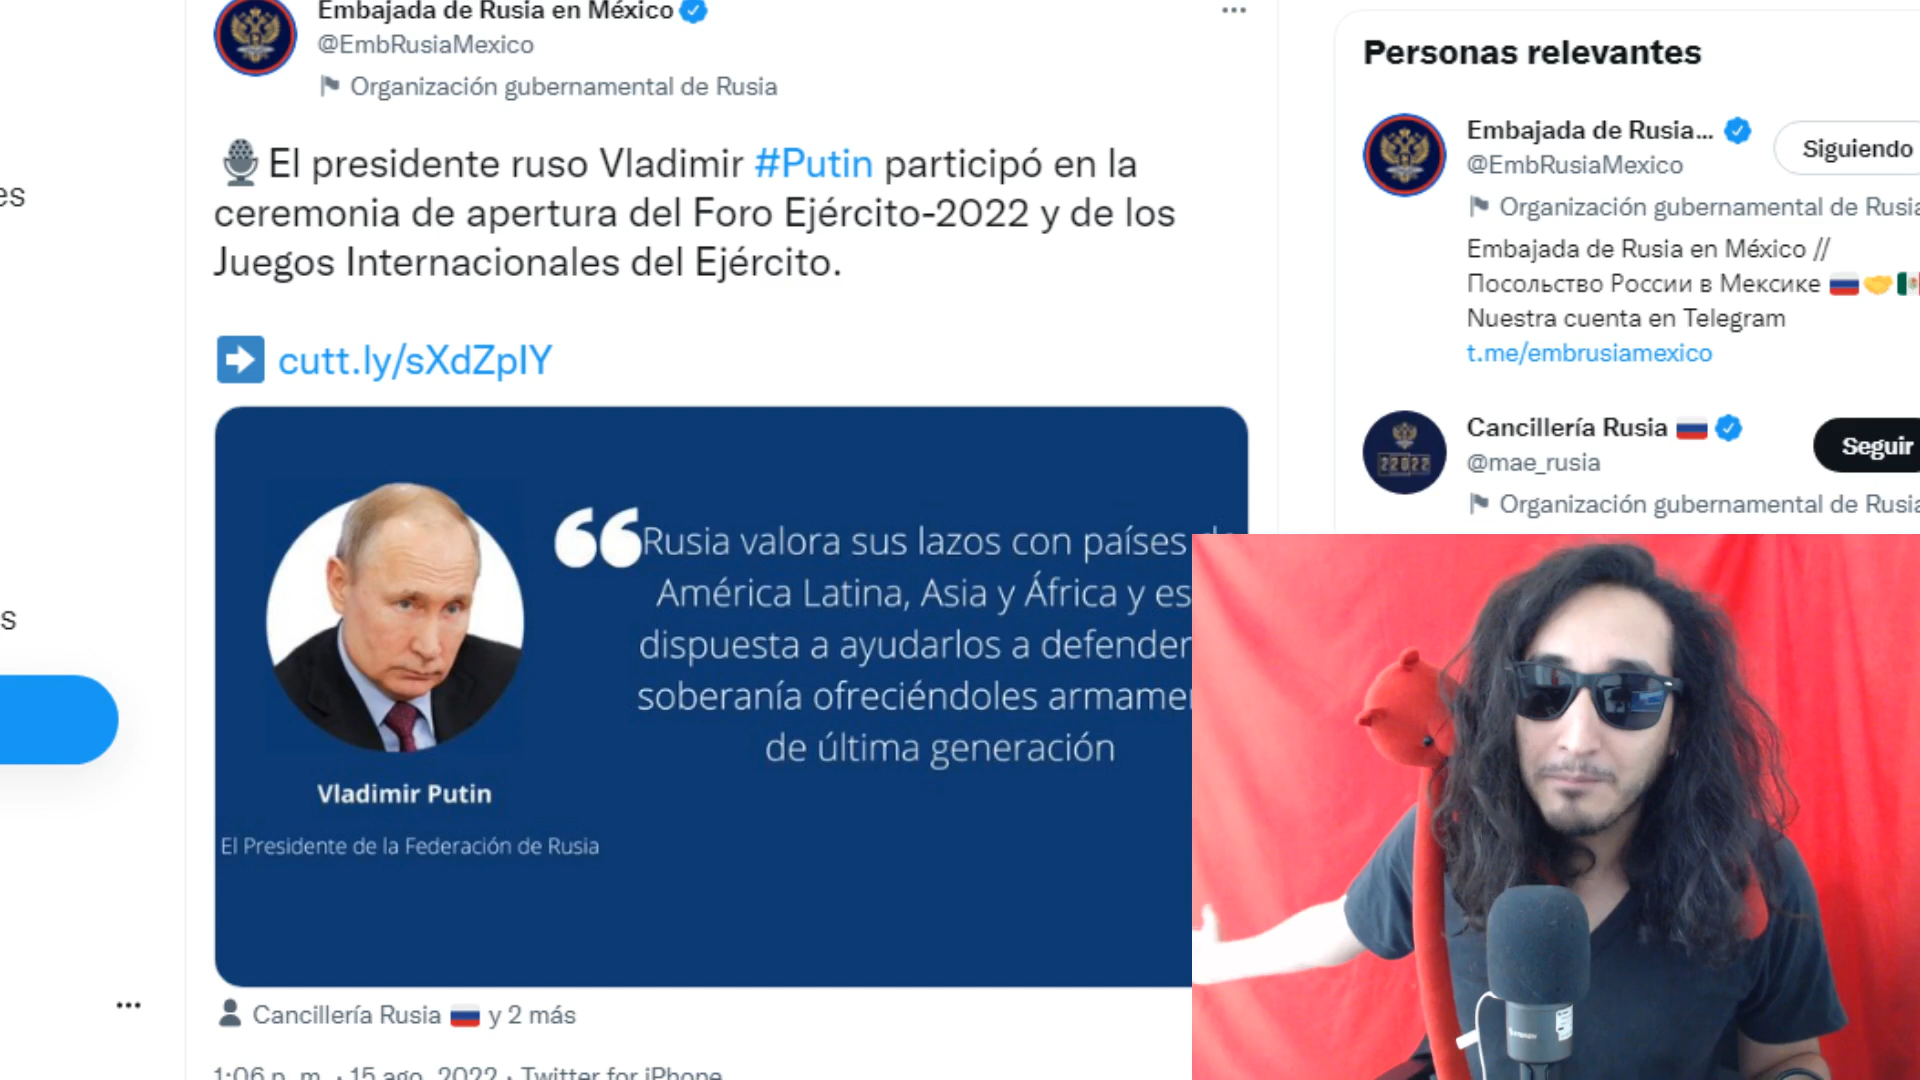 Embajada de Rusia en México
@EmbRusiaMexico
Organización gubernamental de Rusia
El presidente ruso Vladimir #Putin participó en la
ceremonia de apertura del Foro Ejército-2022 y de los
Juegos Internacionales del Ejército.
cutt.ly/sXdZpIY
Rusia valora sus lazos con países
América Latina, Asia y África y es
dispuesta a ayudarlos a defender
soberanía ofreciéndoles armame
de última generación
Vladimir Putin
El Presidente de la Federación de Rusia
Cancillería Rusia y 2 más
1:06 p. m. · 15 ago. 2022 · Twitter for iPhone
es
s
Personas relevantes
Embajada de Rusia...
@EmbRusiaMexico
Siguiendo
Organización gubernamental de Rusia
Embajada de Rusia en México //
Посольство России в Мексике
Nuestra cuenta en Telegram
t.me/embrusiamexico
Cancillería Rusia
@mae_rusia
Seguir
Organización gubernamental de Rusia